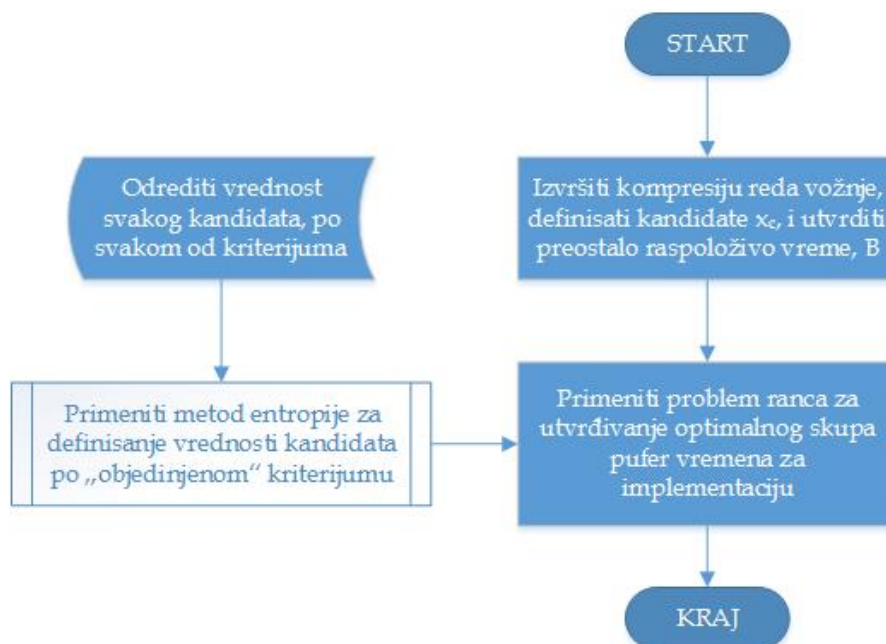 START
Odrediti vrednost
svakog kandidata, po
svakom od kriterijuma
Izvršiti kompresiju reda vožnje,
definisati kandidate xc, i utvrditi
preostalo raspoloživo vreme, B
Primeniti metod entropije za
definisanje vrednosti kandidata
po „objedinjenom“ kriterijumu
Primeniti problem ranca za
utvrđivanje optimalnog skupa
pufer vremena za
implementaciju
KRAJ